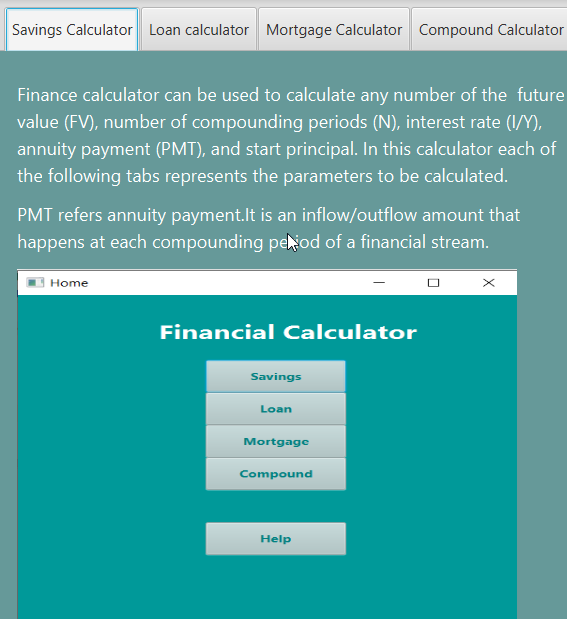 Savings Calculator Loan calculator Mortgage Calculator Compound Calculator
Finance calculator can be used to calculate any number of the  future
value (FV), number of compounding periods (N), interest rate (I/Y),
annuity payment (PMT), and start principal. In this calculator each of
the following tabs represents the parameters to be calculated.
PMT refers annuity payment.It is an inflow/outflow amount that
happens at each compounding period of a financial stream.
Home
Financial Calculator
Savings
Loan
Mortgage
Compound
Help